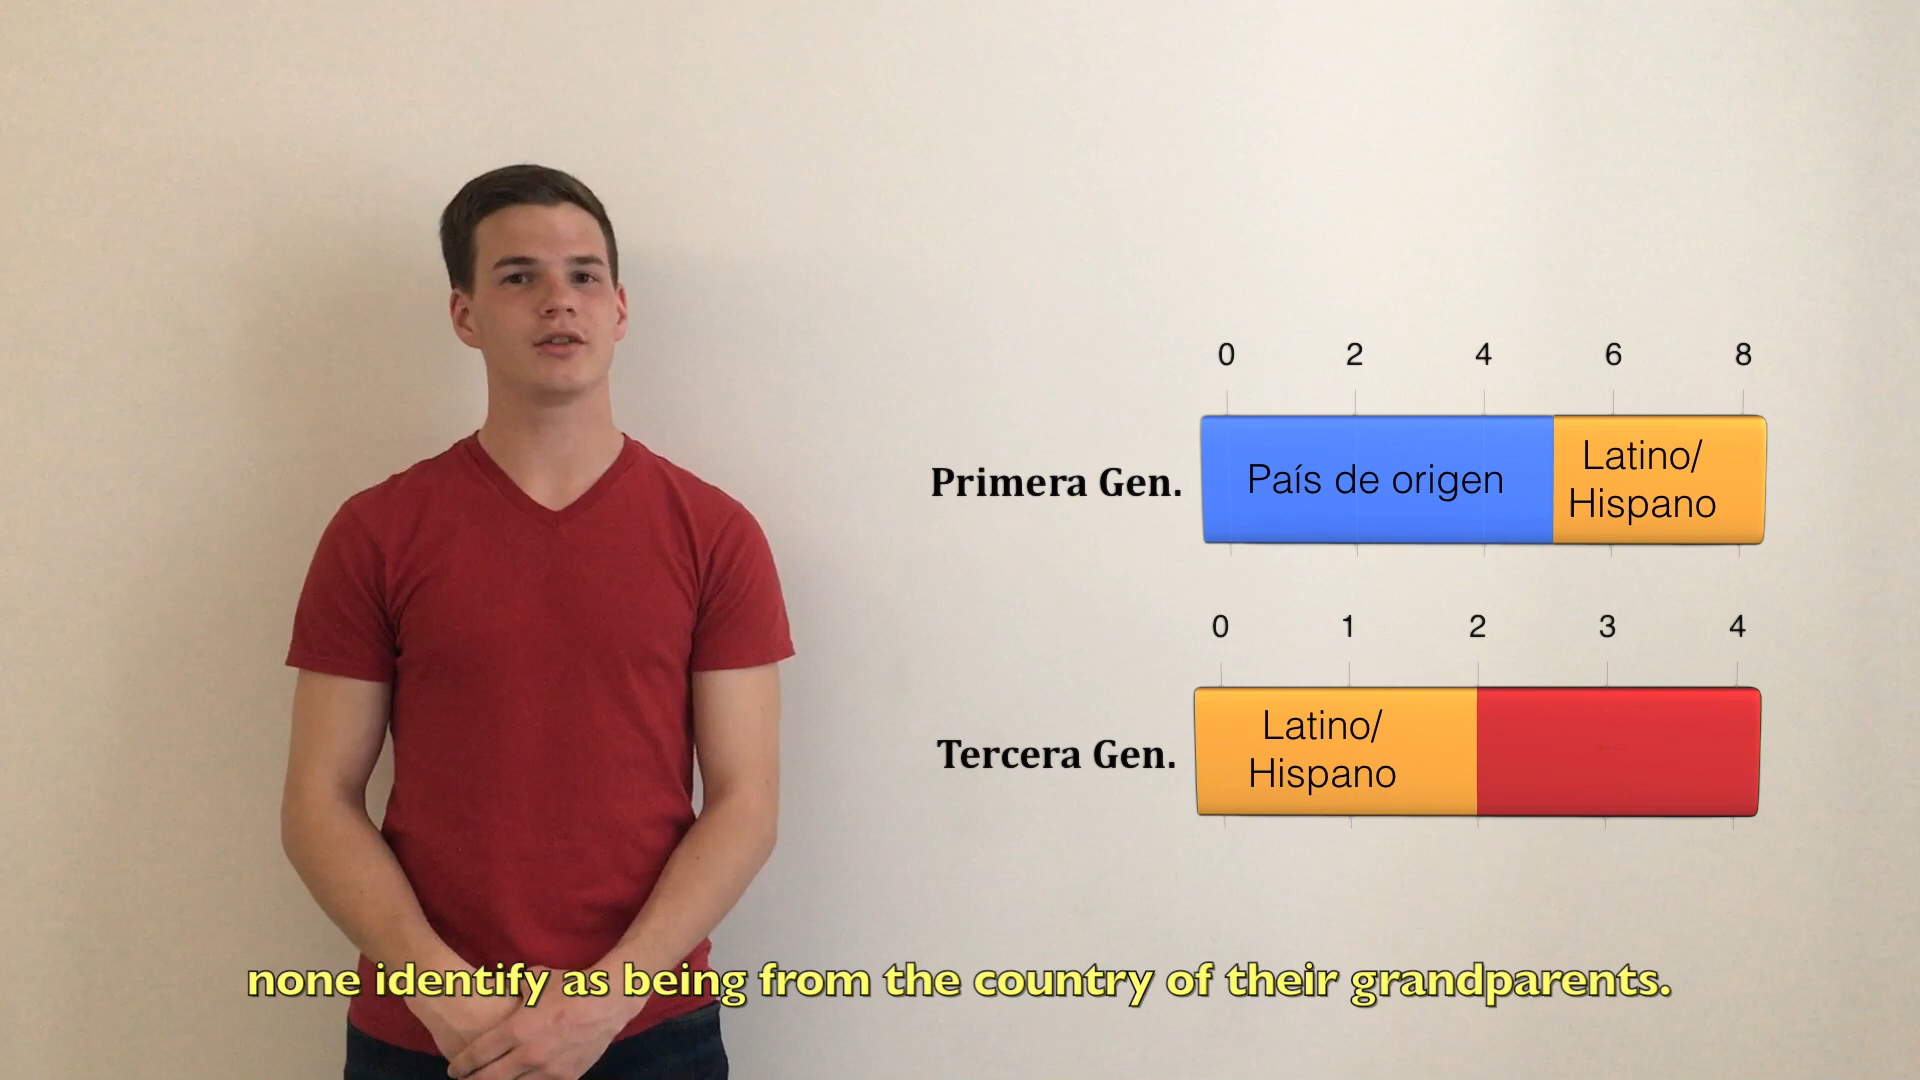 0 2 4 6 8
Primera Gen.
País de origen
Latino/
Hispano
0 1 2 3 4
Tercera Gen.
Latino/
Hispano
none identify as being from the country of their grandparents.